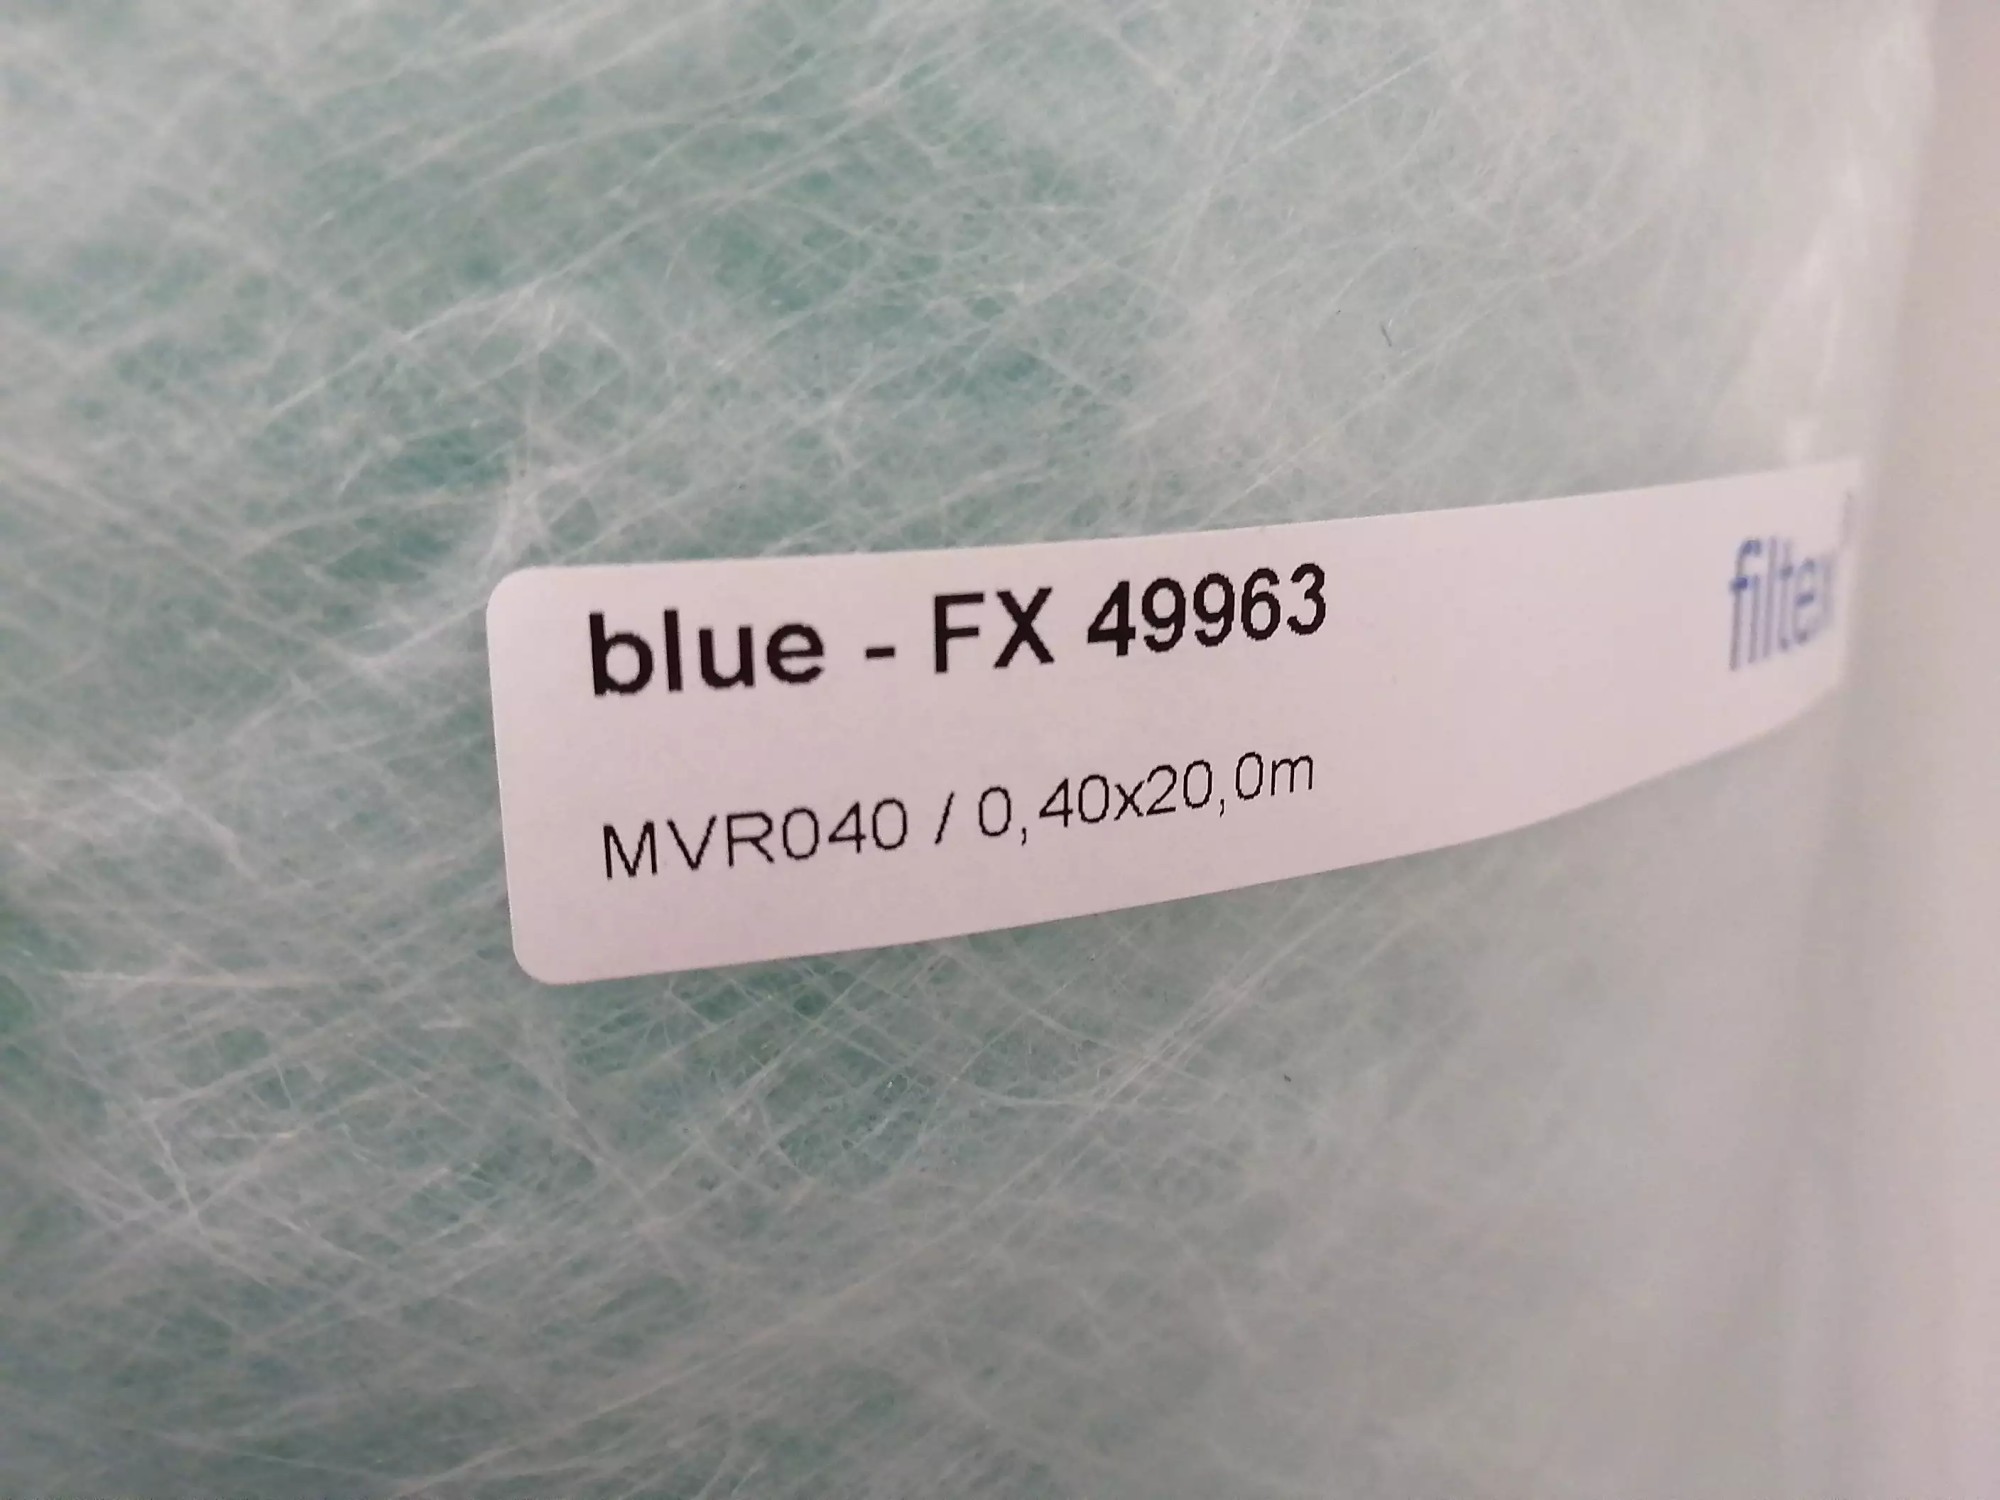 blue - FX 49963
filtex
MVR040 / 0,40x20,0m